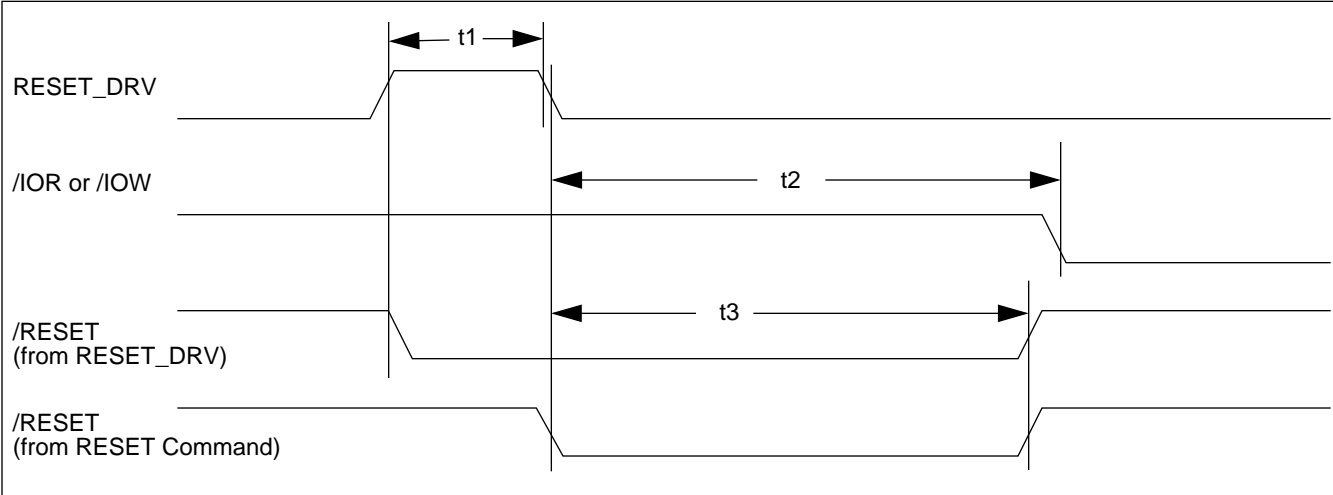 t1
RESET_DRV
/IOR or /IOW
t2
t3
/RESET
(from RESET_DRV)
/RESET
(from RESET Command)